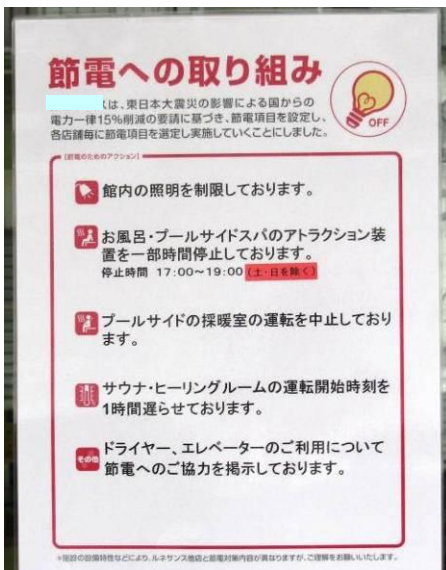 節電への取り組み
スは、東日本大震災の影響による国からの
電力一律15%削減の要請に基づき、節電項目を設定し、
各店舗毎に節電項目を選定し実施していくことにしました。
OFF
[節電のためのアクション]
館内の照明を制限しております。
お風呂・プールサイドスパのアトラクション装
置を一部時間停止しております。
停止時間 17:00～19:00 (土・日を除く)
プールサイドの採暖室の運転を中止しており
ます。
サウナ・ヒーリングルームの運転開始時刻を
1時間遅らせております。
その他
ドライヤー、エレベーターのご利用について
節電へのご協力を掲示しております。
*施設の設備特性などにより、ルネサンス他店と節電対策内容が異なりますが、ご理解をお願いいたします。